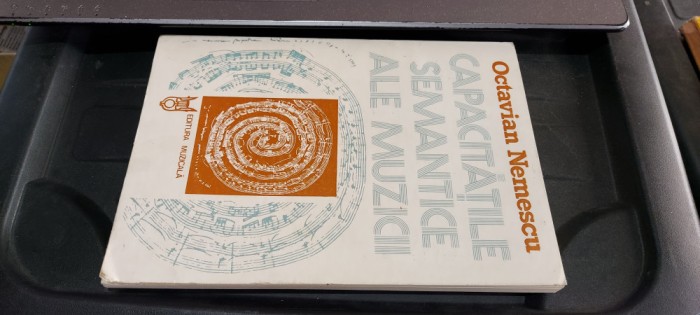 Octavian Nemescu
CAPACITĂȚILE
SEMANTICE
ALE MUZICII
EDITURA MUZICALĂ